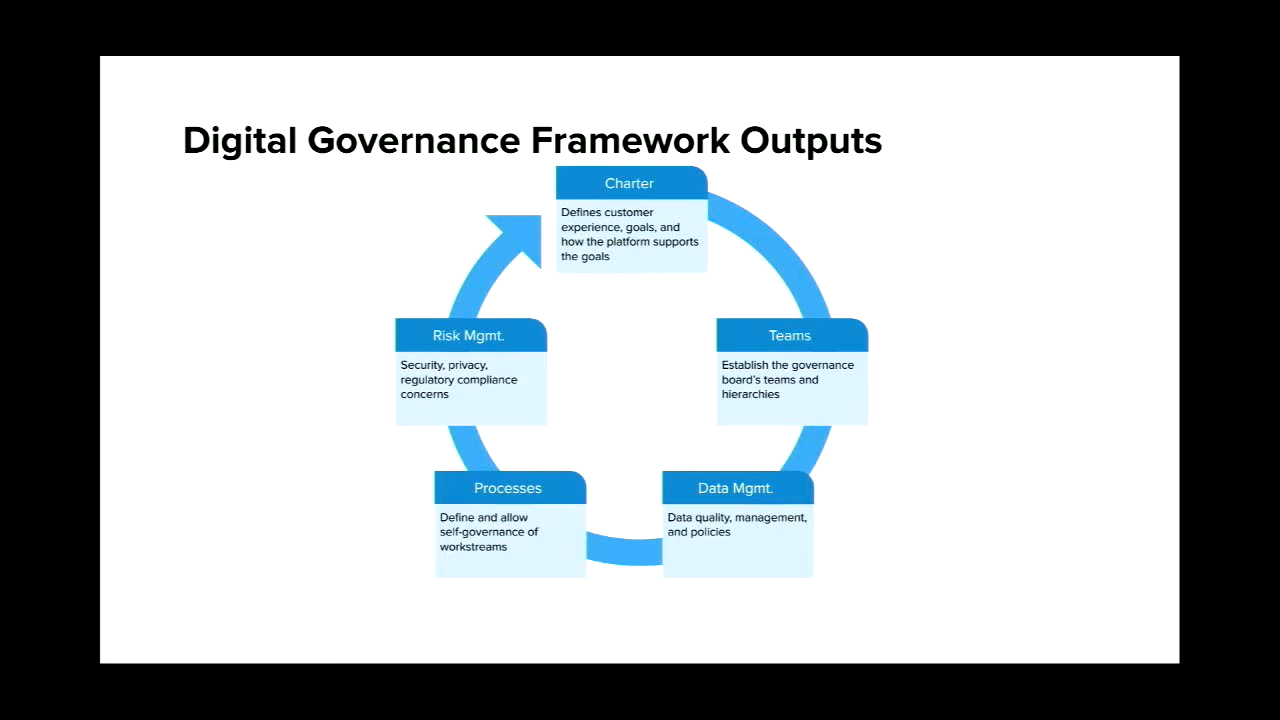 Digital Governance Framework Outputs
Charter
Defines customer
experience, goals, and
how the platform supports
the goals
Teams
Establish the governance
board's teams and
hierarchies
Data Mgmt.
Data quality, management,
and policies
Processes
Define and allow
self-governance of
workstreams
Risk Mgmt.
Security, privacy,
regulatory compliance
concerns